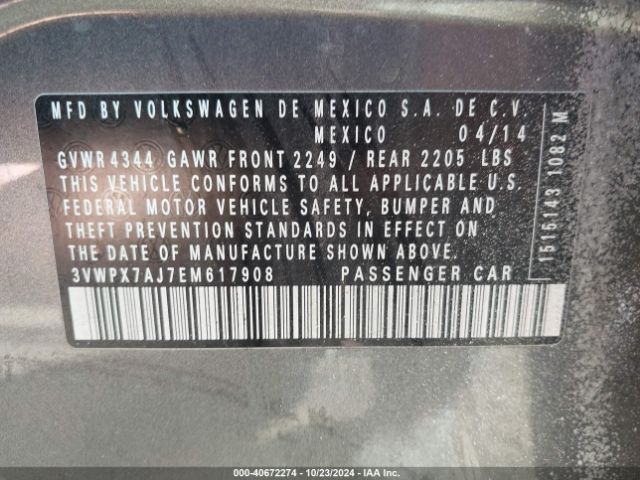 MFD BY VOLKSWAGEN DE MEXICO S.A. DE C.V.
MEXICO 04/14
GVWR 4344 GAWR FRONT 2249 / REAR 2205 LBS
THIS VEHICLE CONFORMS TO ALL APPLICABLE U.S.
FEDERAL MOTOR VEHICLE SAFETY, BUMPER AND
THEFT PREVENTION STANDARDS IN EFFECT ON
THE DATE OF MANUFACTURE SHOWN ABOVE.
3VWPX7AJ7EM617908 PASSENGER CAR
1515143 1082 M
000-40672274 | 10/23/2024 | IAA Inc.